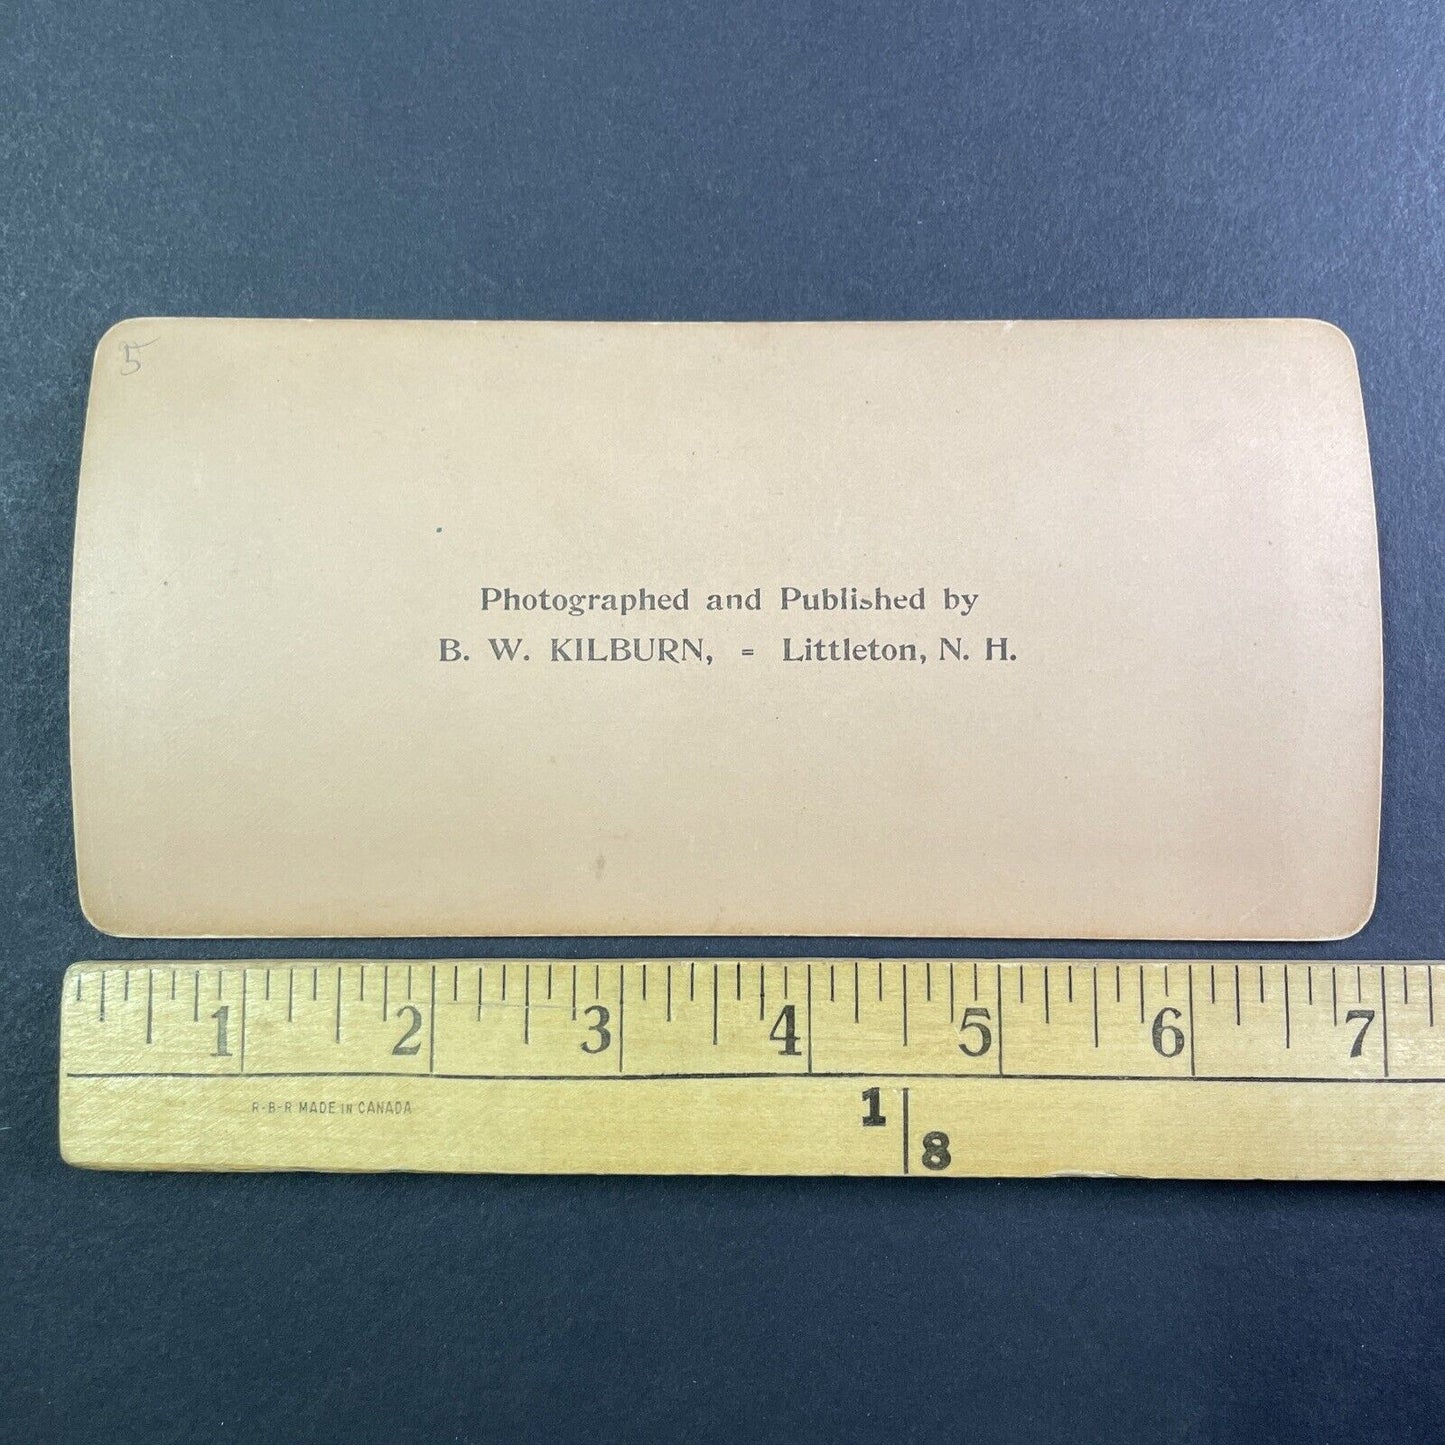 5
Photographed and Published by
B. W. KILBURN, = Littleton, N. H.
1 2 3 4 5 6 7
R-B-R MADE IN CANADA
1
8